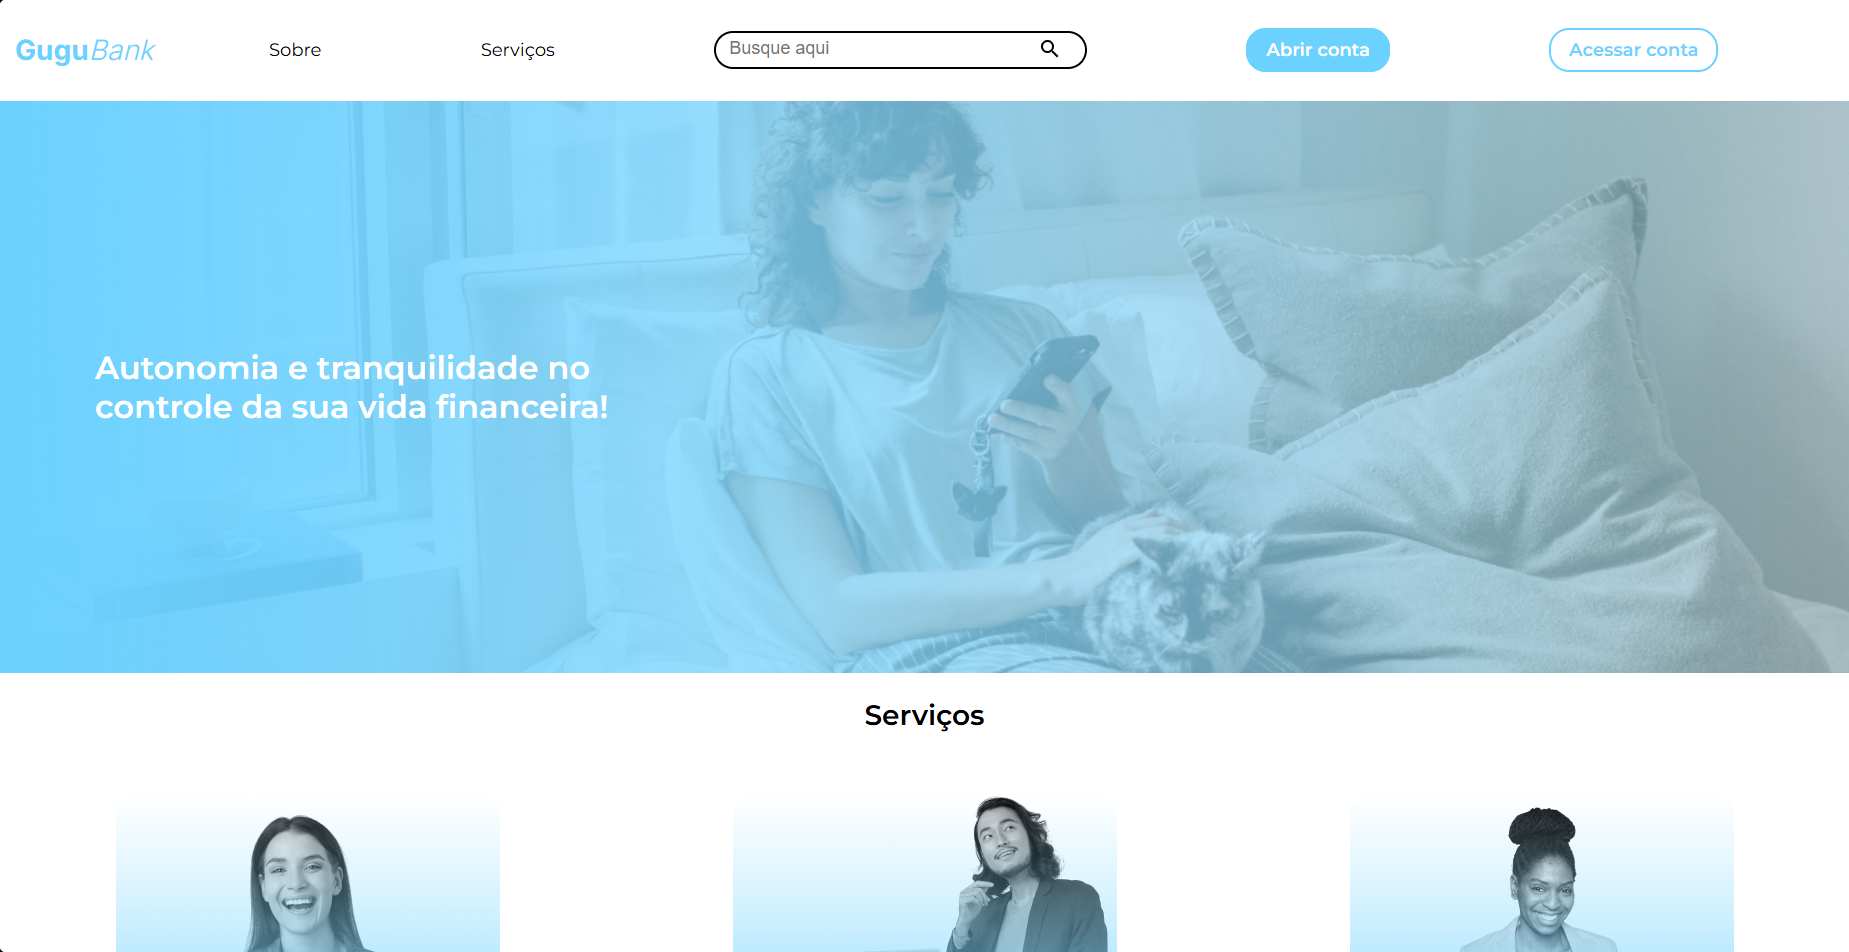 GuguBank
Sobre
Serviços
Busque aqui
Abrir conta
Acessar conta
Autonomia e tranquilidade no
controle da sua vida financeira!
Serviços